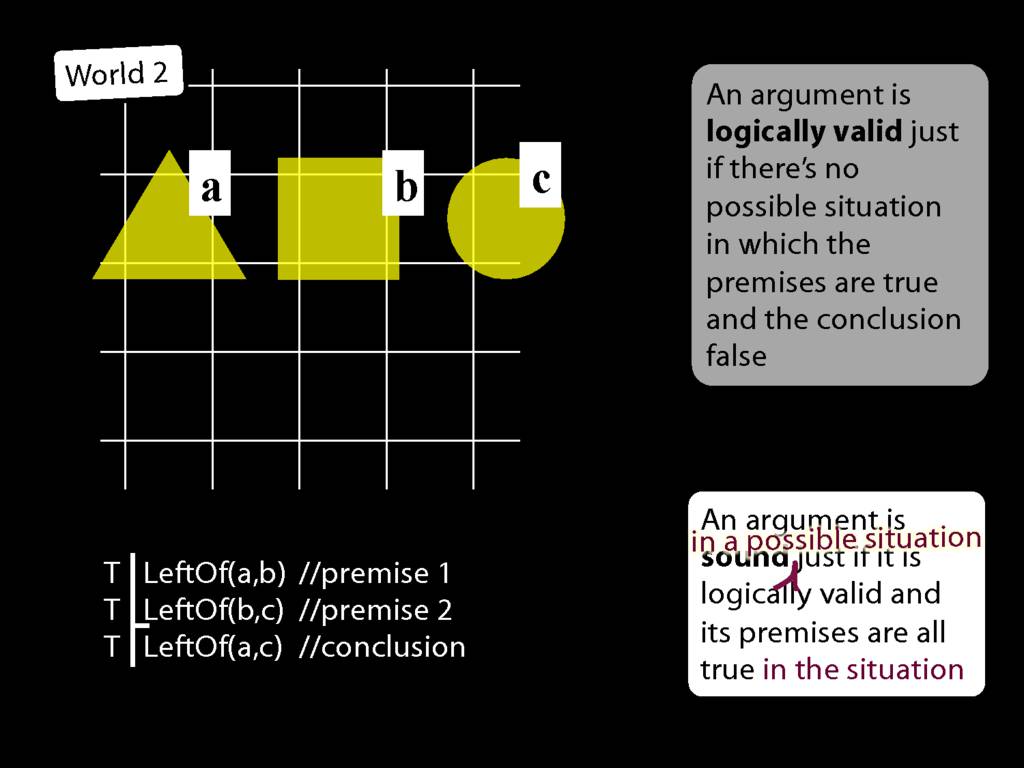 World 2
a
b
c
An argument is
logically valid just
if there's no
possible situation
in which the
premises are true
and the conclusion
false
T LeftOf(a,b) //premise 1
T LeftOf(b,c) //premise 2
T LeftOf(a,c) //conclusion
An argument is
in a possible situation
sound just if it is
logically valid and
its premises are all
true in the situation